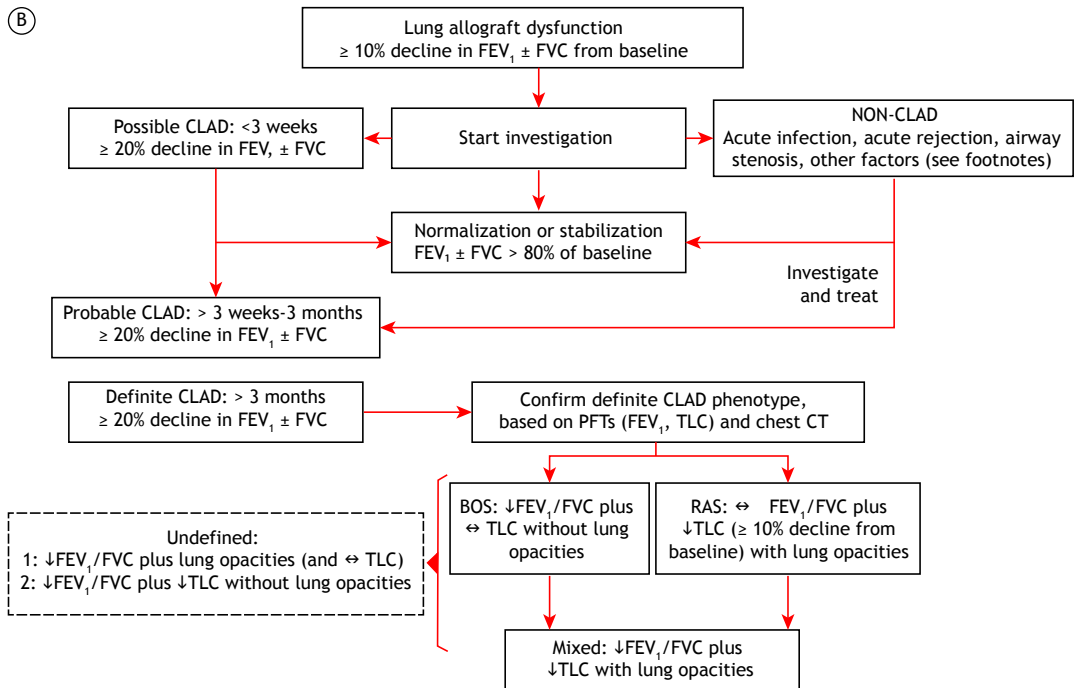 B
Lung allograft dysfunction
≥ 10% decline in FEV₁ ± FVC from baseline
Possible CLAD: <3 weeks
≥ 20% decline in FEV, ± FVC
Start investigation
NON-CLAD
Acute infection, acute rejection, airway
stenosis, other factors (see footnotes)
Normalization or stabilization
FEV₁ ± FVC > 80% of baseline
Investigate
and treat
Probable CLAD: > 3 weeks-3 months
≥ 20% decline in FEV₁ ± FVC
Definite CLAD: > 3 months
≥ 20% decline in FEV₁ ± FVC
Confirm definite CLAD phenotype,
based on PFTs (FEV₁, TLC) and chest CT
BOS: ↓FEV₁/FVC plus
↔ TLC without lung
opacities
RAS: ↔ FEV₁/FVC plus
↓TLC (≥ 10% decline from
baseline) with lung opacities
Undefined:
1: ↓FEV₁/FVC plus lung opacities (and ↔ TLC)
2: ↓FEV₁/FVC plus ↓TLC without lung opacities
Mixed: ↓FEV₁/FVC plus
↓TLC with lung opacities